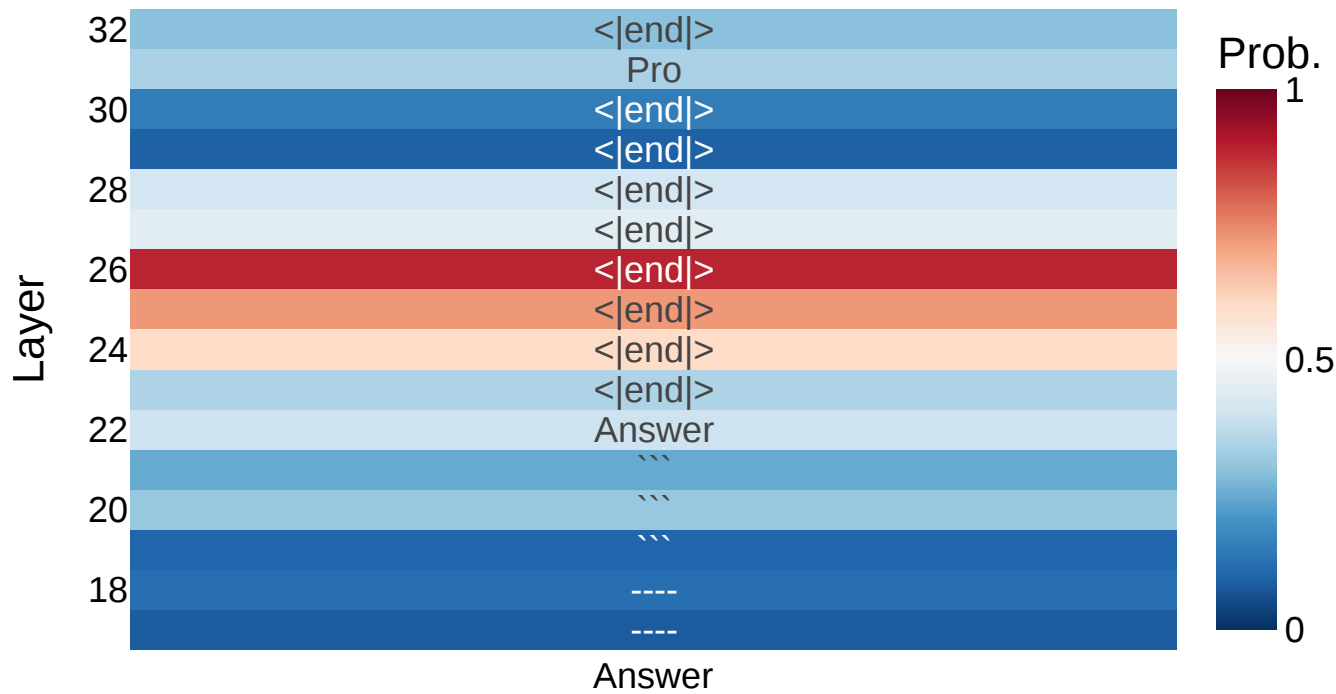 32 <|end|>
Prob.
Pro
1
30 <|end|>
<|end|>
28 <|end|>
<|end|>
26 <|end|>
Layer
<|end|>
24 <|end|>
0.5
<|end|>
22 Answer
```
20 ```
```
18 ----
----
0
Answer